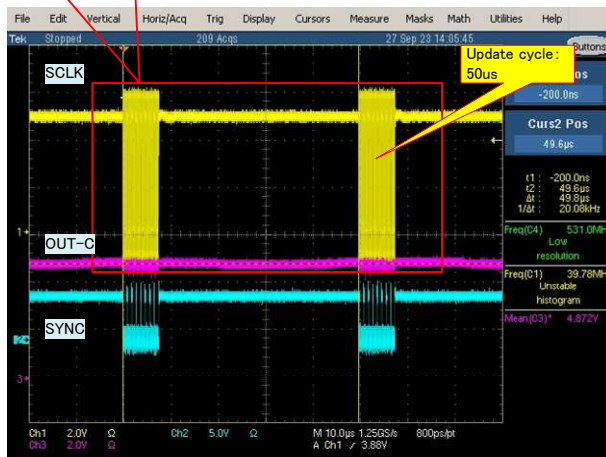 File Edit Vertical Horiz/Acq Trig Display Cursors Measure Masks Math Utilities Help
Tek Stopped 209 Acqs 27 Sep 23 14:05:45
Buttons
Update cycle:
50us
SCLK
os
-200.0ns
Curs2 Pos
49.6µs
t1: -200.0ns
t2: 49.6µs
Δt: 49.8µs
1/Δt: 20.08kHz
Freq(C4) 531.0MH
Low
resolution
1
OUT-C
Freq(C1) 39.78MH
Unstable
histogram
Mean(C3)* 4.872V
SYNC
2
3
Ch1 2.0V Ω Ch2 5.0V Ω M 10.0µs 1.25GS/s 800ps/pt
Ch3 2.0V Ω A Ch1 ∕ 3.88V